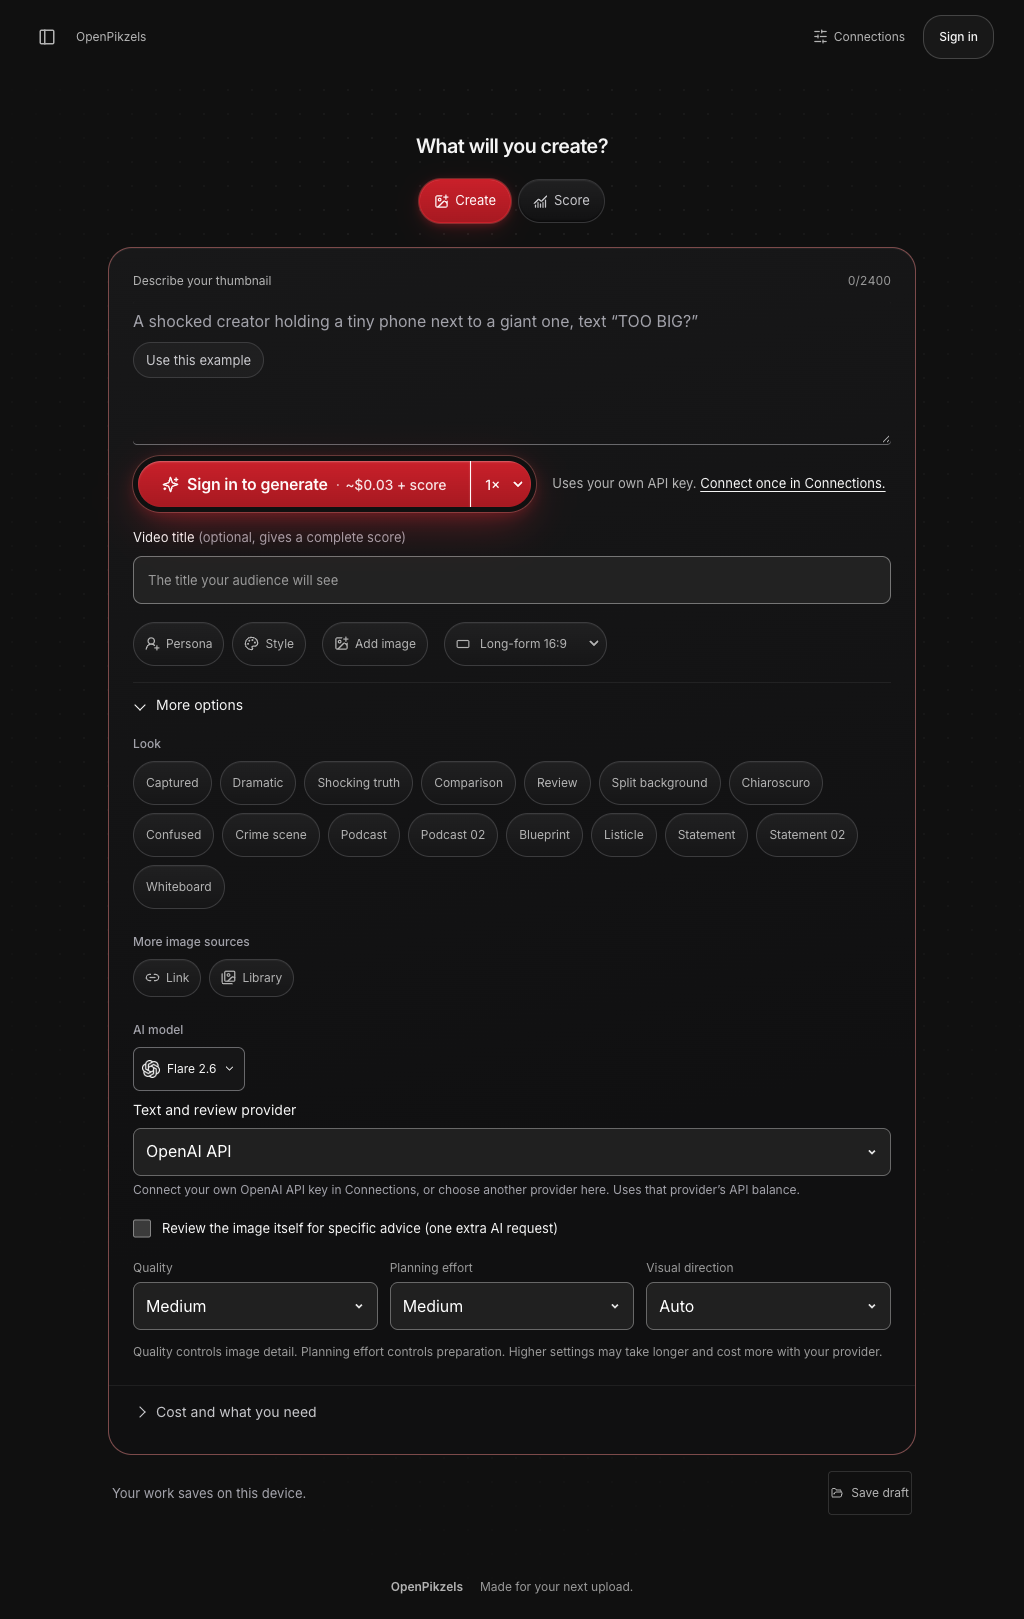 OpenPikzels
Connections
Sign in
What will you create?
Create
Score
Describe your thumbnail
0/2400
A shocked creator holding a tiny phone next to a giant one, text “TOO BIG?”
Use this example
Sign in to generate · ~$0.03 + score
1×
Uses your own API key. Connect once in Connections.
Video title (optional, gives a complete score)
The title your audience will see
Persona
Style
Add image
Long-form 16:9
More options
Look
Captured
Dramatic
Shocking truth
Comparison
Review
Split background
Chiaroscuro
Confused
Crime scene
Podcast
Podcast 02
Blueprint
Listicle
Statement
Statement 02
Whiteboard
More image sources
Link
Library
AI model
Flare 2.6
Text and review provider
OpenAI API
Connect your own OpenAI API key in Connections, or choose another provider here. Uses that provider’s API balance.
Review the image itself for specific advice (one extra AI request)
Quality
Planning effort
Visual direction
Medium
Medium
Auto
Quality controls image detail. Planning effort controls preparation. Higher settings may take longer and cost more with your provider.
Cost and what you need
Your work saves on this device.
Save draft
OpenPikzels
Made for your next upload.